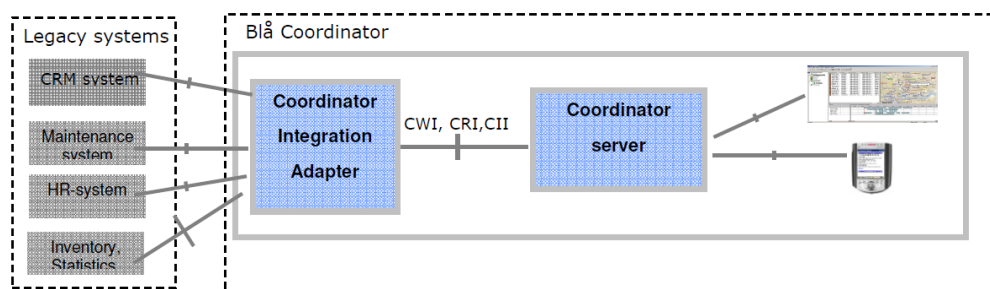 Legacy systems
CRM system
Maintenance
system
HR-system
Inventory,
Statistics
Blå Coordinator
Coordinator
Integration
Adapter
CWI, CRI,CII
Coordinator
server